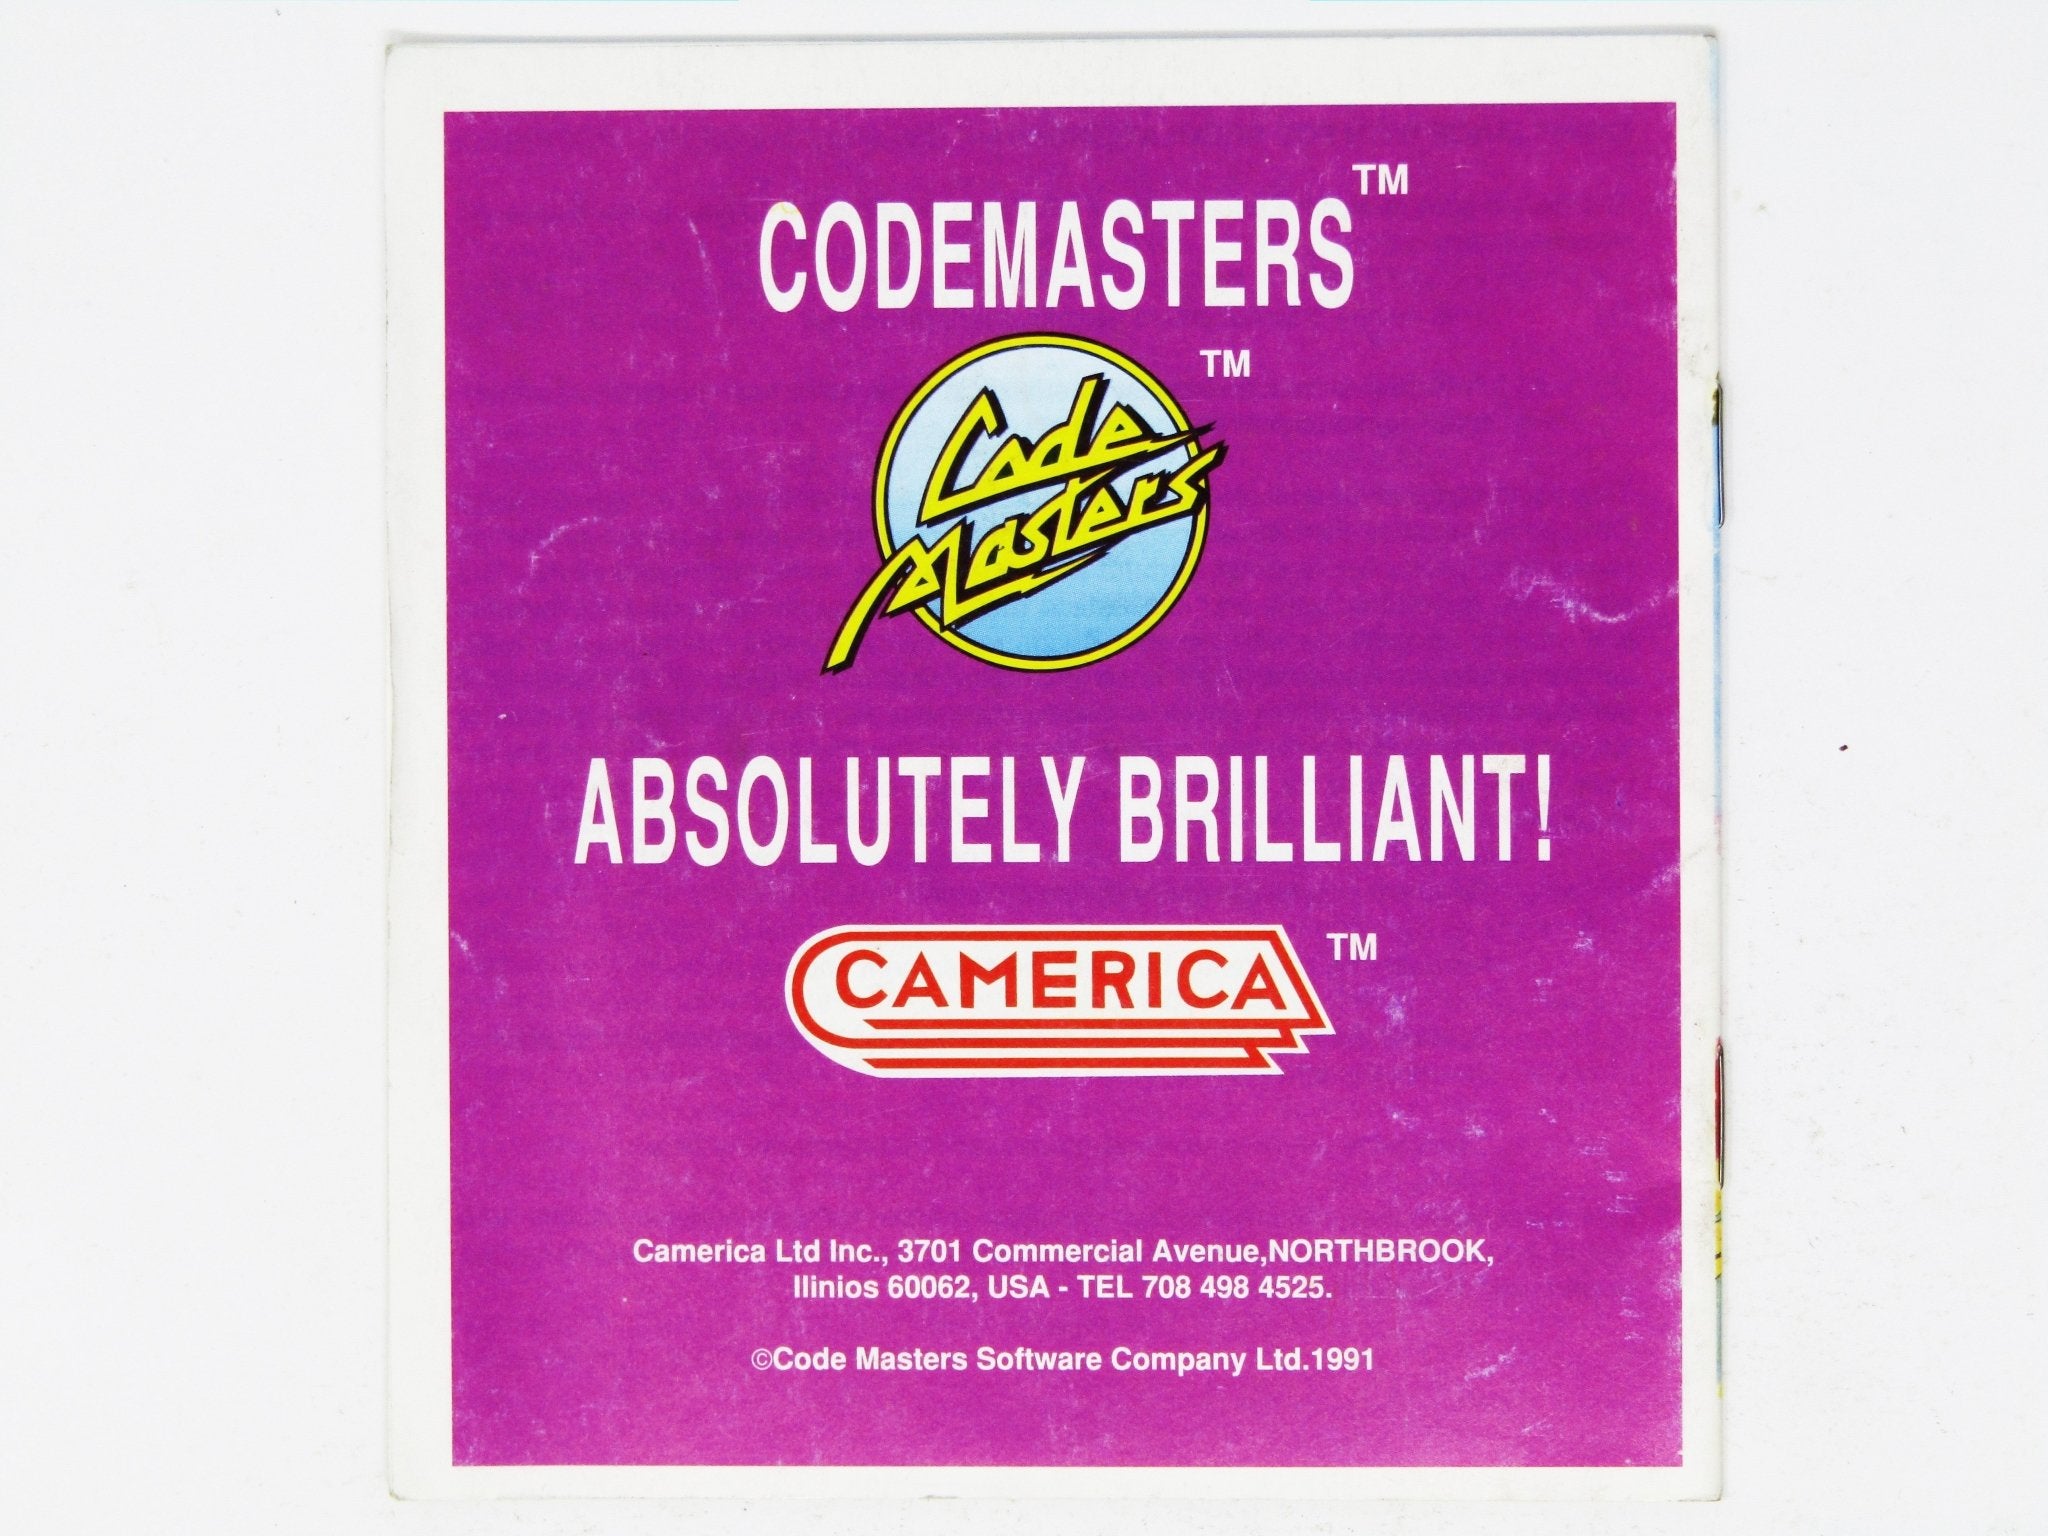 CODEMASTERS™
Code ™
Masters
ABSOLUTELY BRILLIANT!
CAMERICA ™
Camerica Ltd Inc., 3701 Commercial Avenue,NORTHBROOK,
Ilinios 60062, USA - TEL 708 498 4525.
©Code Masters Software Company Ltd.1991